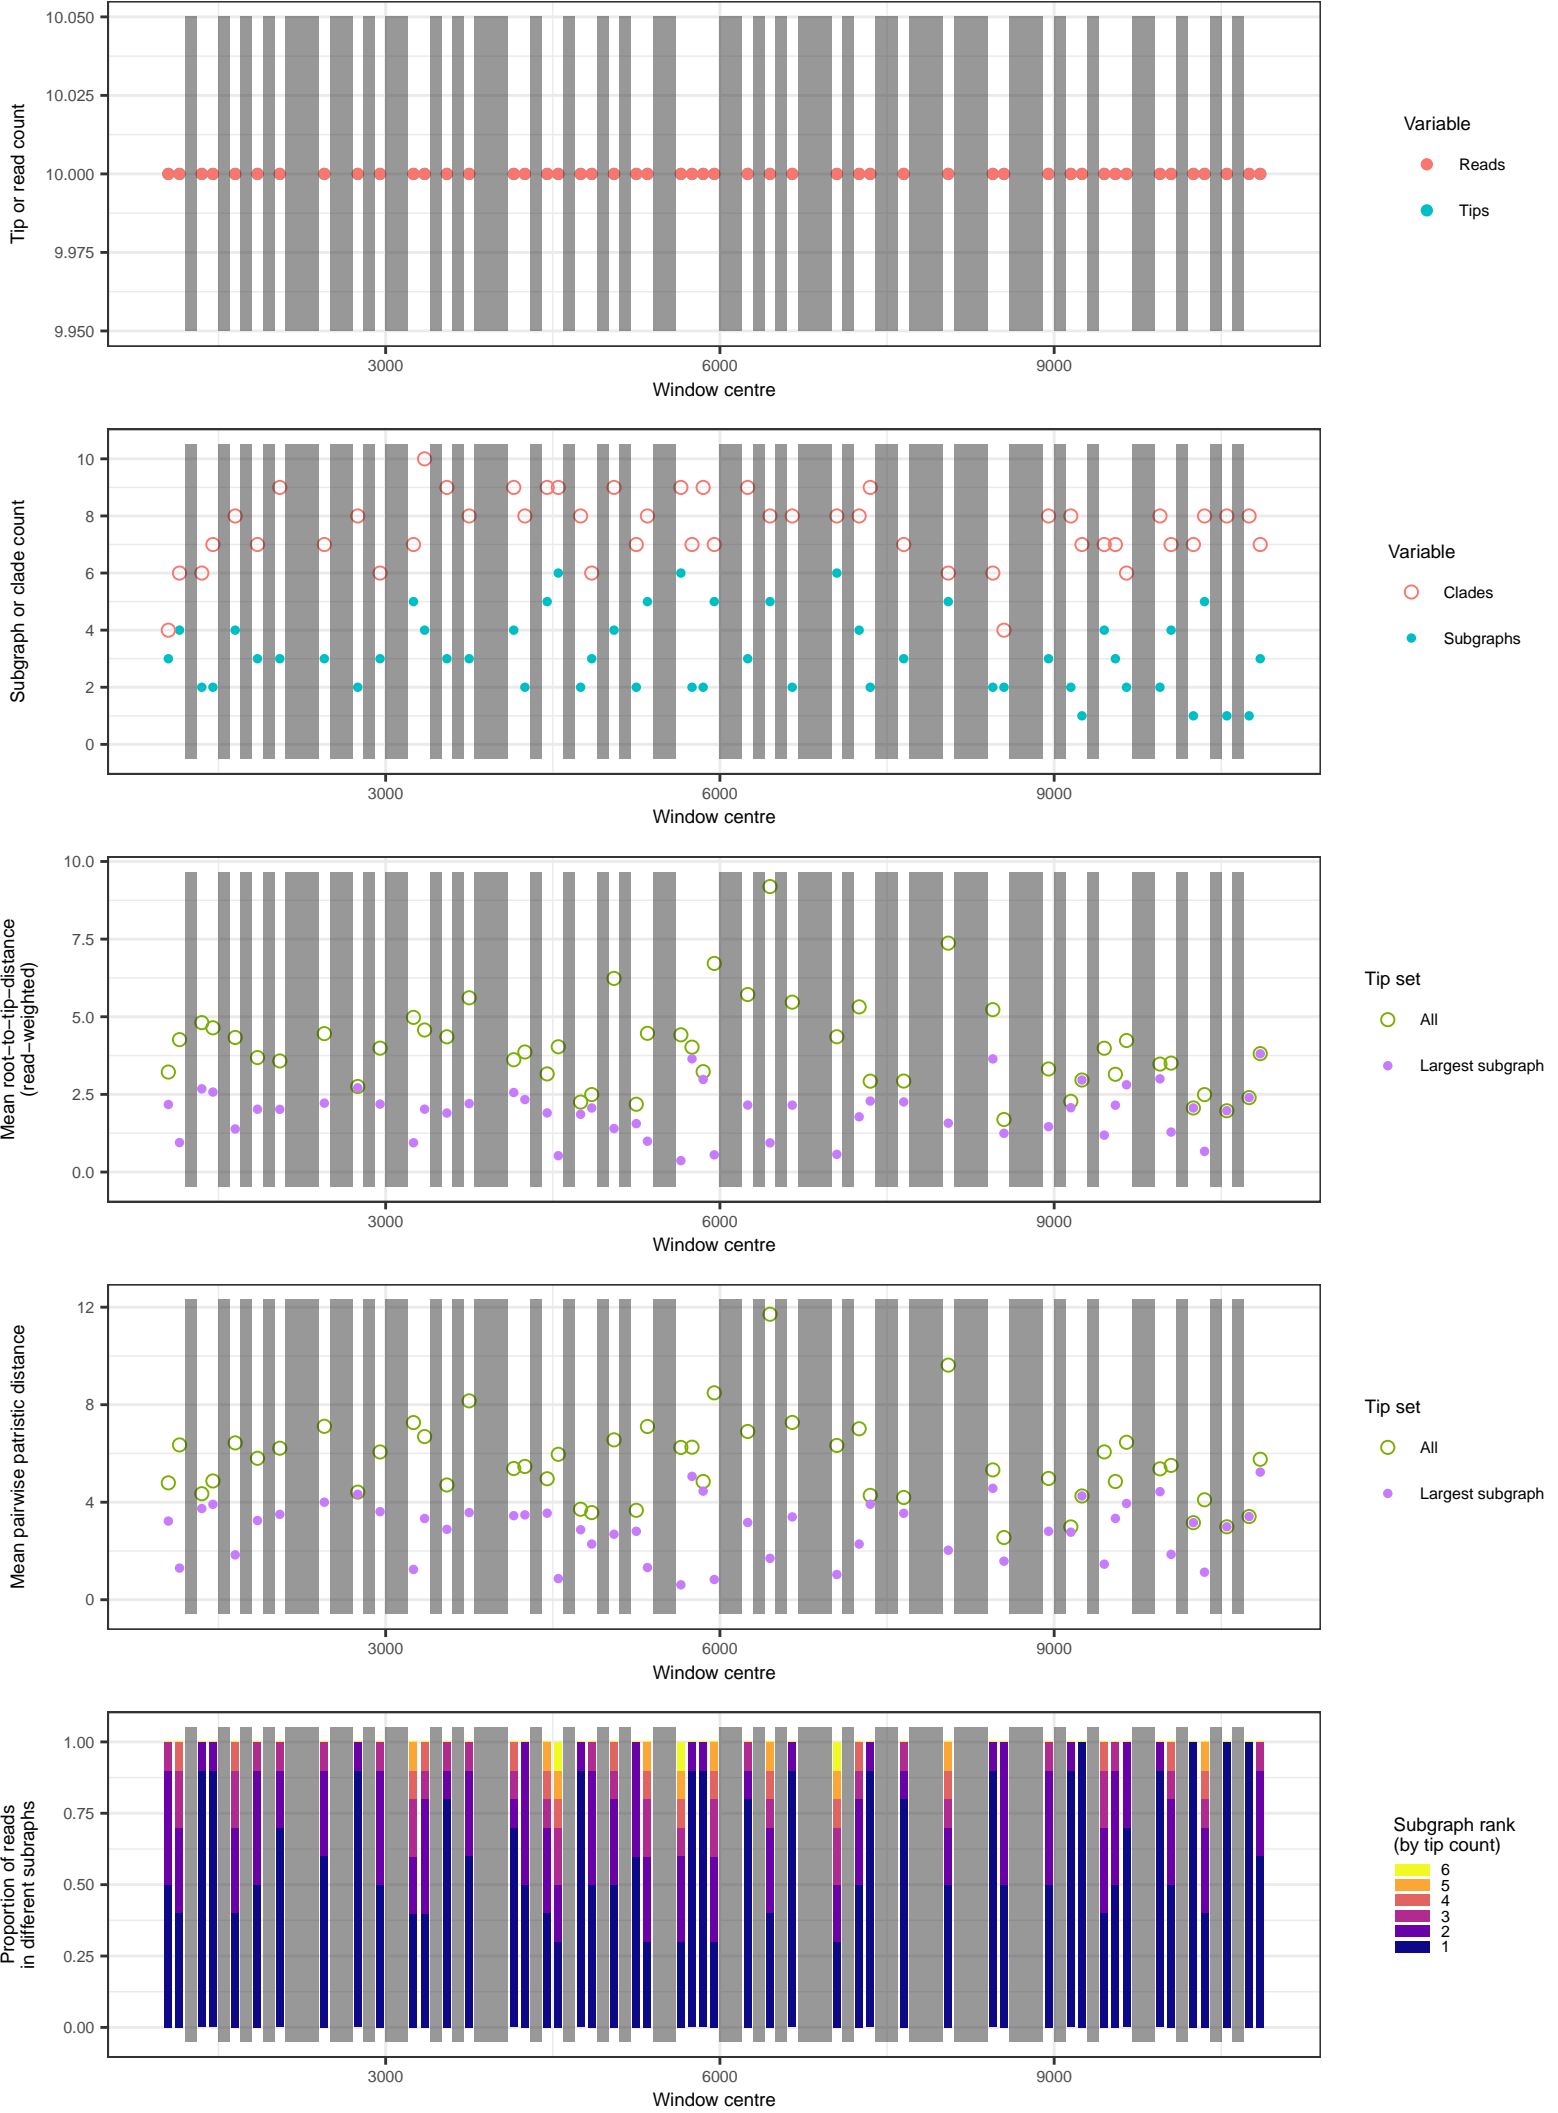 10.050
10.025
10.000
9.975
9.950
Tip or read count
3000
6000
9000
Window centre
Variable
Reads
Tips
10
8
6
4
2
0
Subgraph or clade count
3000
6000
9000
Window centre
Variable
Clades
Subgraphs
10.0
7.5
5.0
2.5
0.0
Mean root−to−tip−distance
(read−weighted)
3000
6000
9000
Window centre
Tip set
All
Largest subgraph
12
8
4
0
Mean pairwise patristic distance
3000
6000
9000
Window centre
Tip set
All
Largest subgraph
1.00
0.75
0.50
0.25
0.00
Proportion of reads
in different subraphs
3000
6000
9000
Window centre
Subgraph rank
(by tip count)
6
5
4
3
2
1